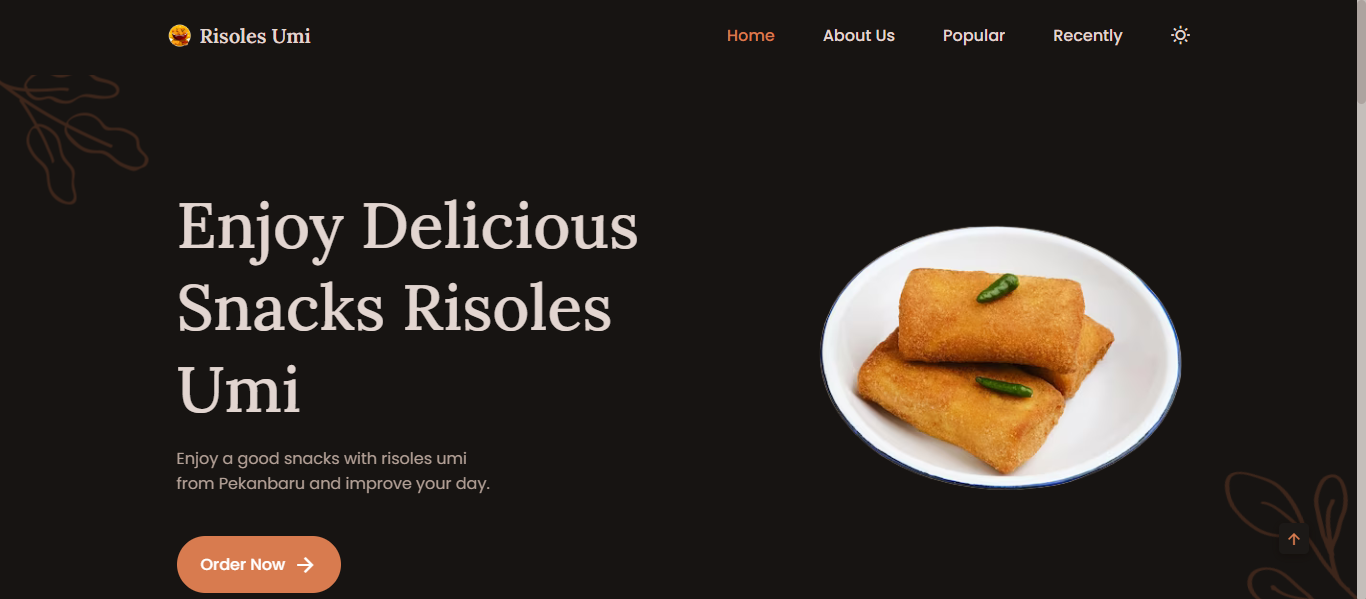 Risoles Umi
Home
About Us
Popular
Recently
Enjoy Delicious
Snacks Risoles
Umi
Enjoy a good snacks with risoles umi
from Pekanbaru and improve your day.
Order Now